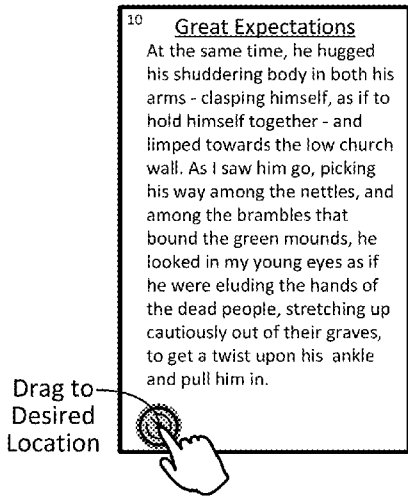 10
Great Expectations
At the same time, he hugged
his shuddering body in both his
arms - clasping himself, as if to
hold himself together - and
limped towards the low church
wall. As I saw him go, picking
his way among the nettles, and
among the brambles that
bound the green mounds, he
looked in my young eyes as if
he were eluding the hands of
the dead people, stretching up
cautiously out of their graves,
to get a twist upon his ankle
and pull him in.
Drag to
Desired
Location